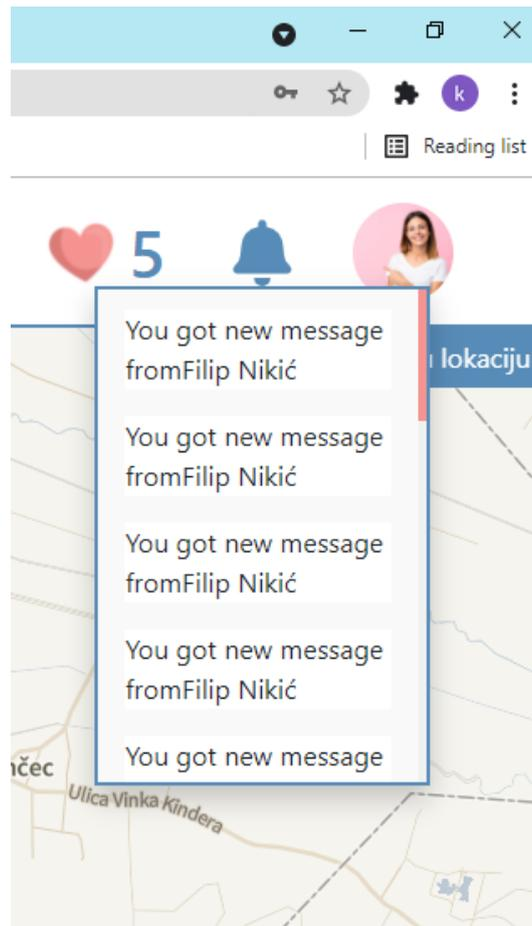 k
Reading list
5
You got new message
fromFilip Nikić
lokaciju
You got new message
fromFilip Nikić
You got new message
fromFilip Nikić
You got new message
fromFilip Nikić
You got new message
Ulica Vinka Kindera